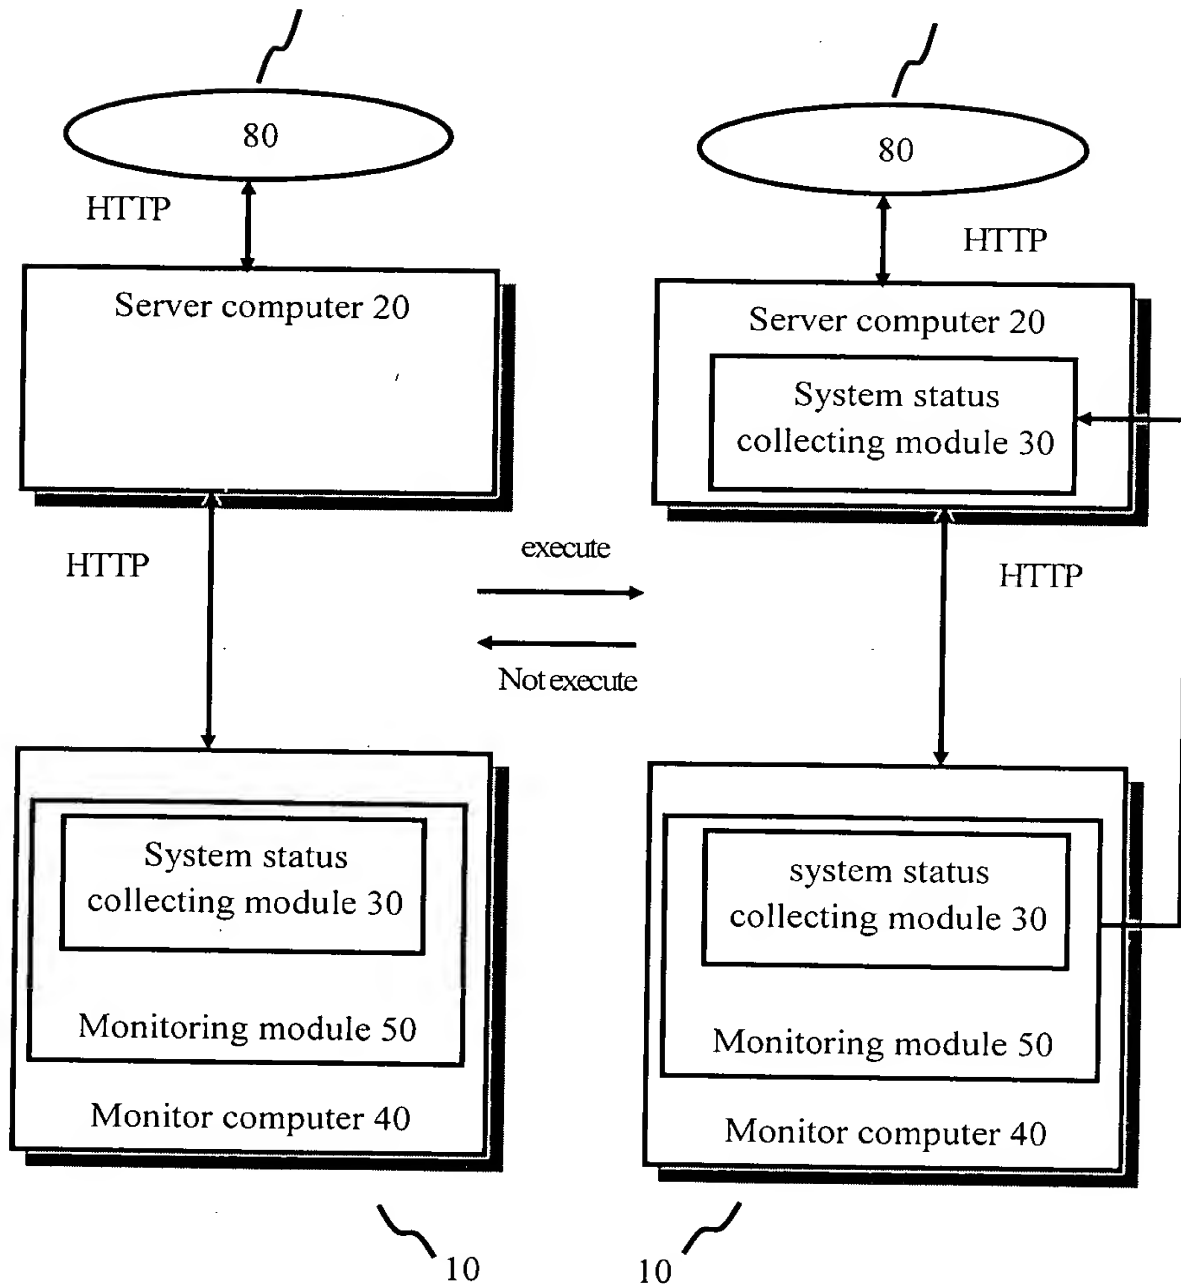 80
HTTP
Server computer 20
HTTP
System status
collecting module 30
Monitoring module 50
Monitor computer 40
10
execute
Not execute
80
HTTP
Server computer 20
System status
collecting module 30
HTTP
system status
collecting module 30
Monitoring module 50
Monitor computer 40
10